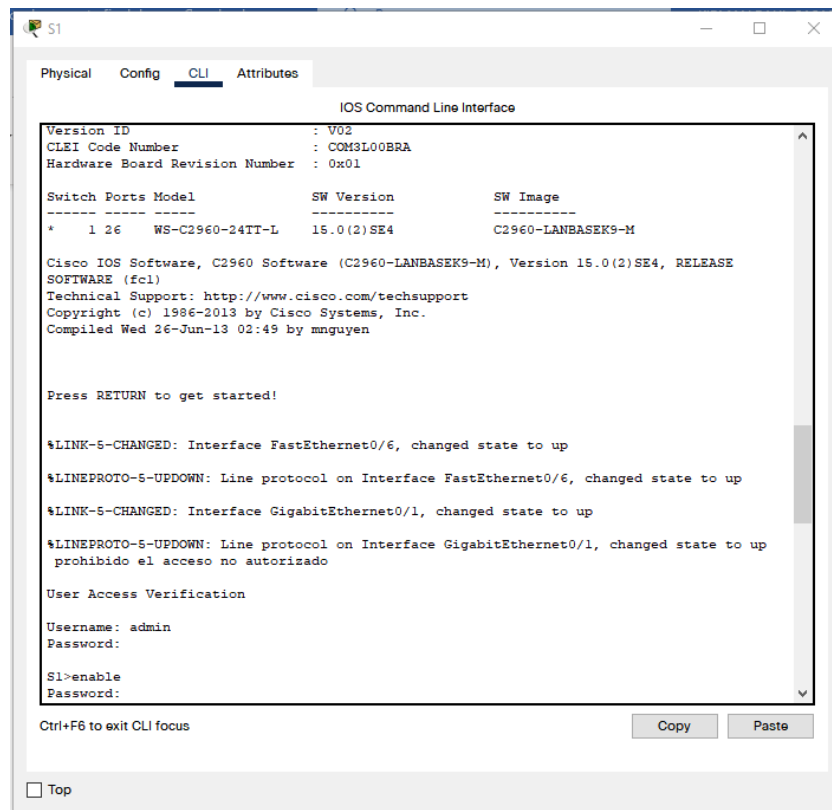 S1
Physical Config CLI Attributes
IOS Command Line Interface
Version ID : V02
CLEI Code Number : COM3L00BRA
Hardware Board Revision Number : 0x01
Switch Ports Model SW Version SW Image
------ ----- ----- ---------- ----------
* 1 26 WS-C2960-24TT-L 15.0(2)SE4 C2960-LANBASEK9-M
Cisco IOS Software, C2960 Software (C2960-LANBASEK9-M), Version 15.0(2)SE4, RELEASE
SOFTWARE (fc1)
Technical Support: http://www.cisco.com/techsupport
Copyright (c) 1986-2013 by Cisco Systems, Inc.
Compiled Wed 26-Jun-13 02:49 by mnguyen
Press RETURN to get started!
%LINK-5-CHANGED: Interface FastEthernet0/6, changed state to up
%LINEPROTO-5-UPDOWN: Line protocol on Interface FastEthernet0/6, changed state to up
%LINK-5-CHANGED: Interface GigabitEthernet0/1, changed state to up
%LINEPROTO-5-UPDOWN: Line protocol on Interface GigabitEthernet0/1, changed state to up
prohibido el acceso no autorizado
User Access Verification
Username: admin
Password:
S1>enable
Password:
Ctrl+F6 to exit CLI focus
Copy Paste
Top